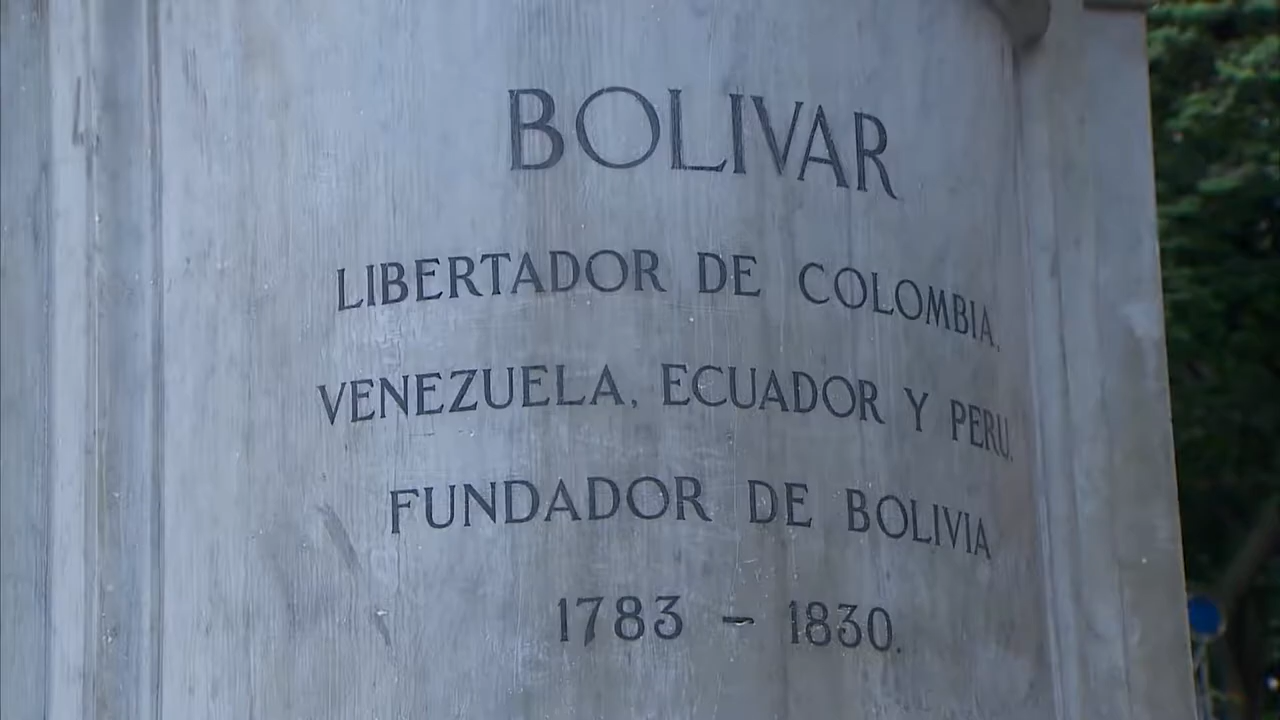 BOLIVAR
LIBERTADOR DE COLOMBIA,
VENEZUELA, ECUADOR Y PERU.
FUNDADOR DE BOLIVIA
1783 - 1830.